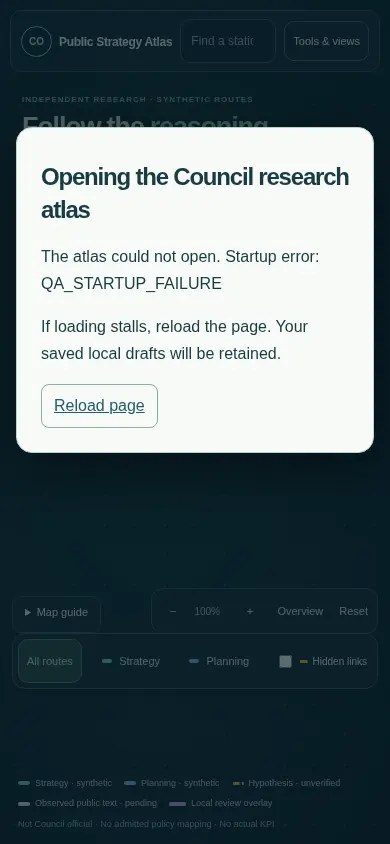 CO Public Strategy Atlas Find a static Tools & views
INDEPENDENT RESEARCH · SYNTHETIC ROUTES
Follow the reasoning
Opening the Council research
atlas
The atlas could not open. Startup error:
QA_STARTUP_FAILURE
If loading stalls, reload the page. Your
saved local drafts will be retained.
Reload page
Map guide − 100% + Overview Reset
All routes Strategy Planning Hidden links
Strategy · synthetic Planning · synthetic Hypothesis · unverified
Observed public text · pending Local review overlay
Not Council official · No admitted policy mapping · No actual KPI